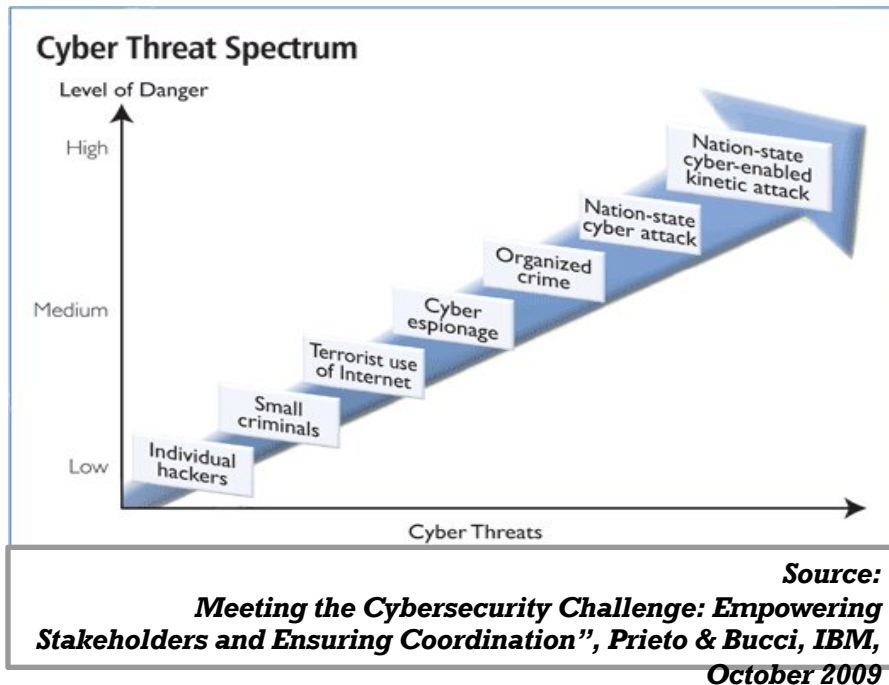 Cyber Threat Spectrum
Level of Danger
High
Medium
Low
Nation-state
cyber-enabled
kinetic attack
Nation-state
cyber attack
Organized
crime
Cyber
espionage
Terrorist use
of Internet
Small
criminals
Individual
hackers
Cyber Threats
Source:
Meeting the Cybersecurity Challenge: Empowering
Stakeholders and Ensuring Coordination”, Prieto & Bucci, IBM,
October 2009